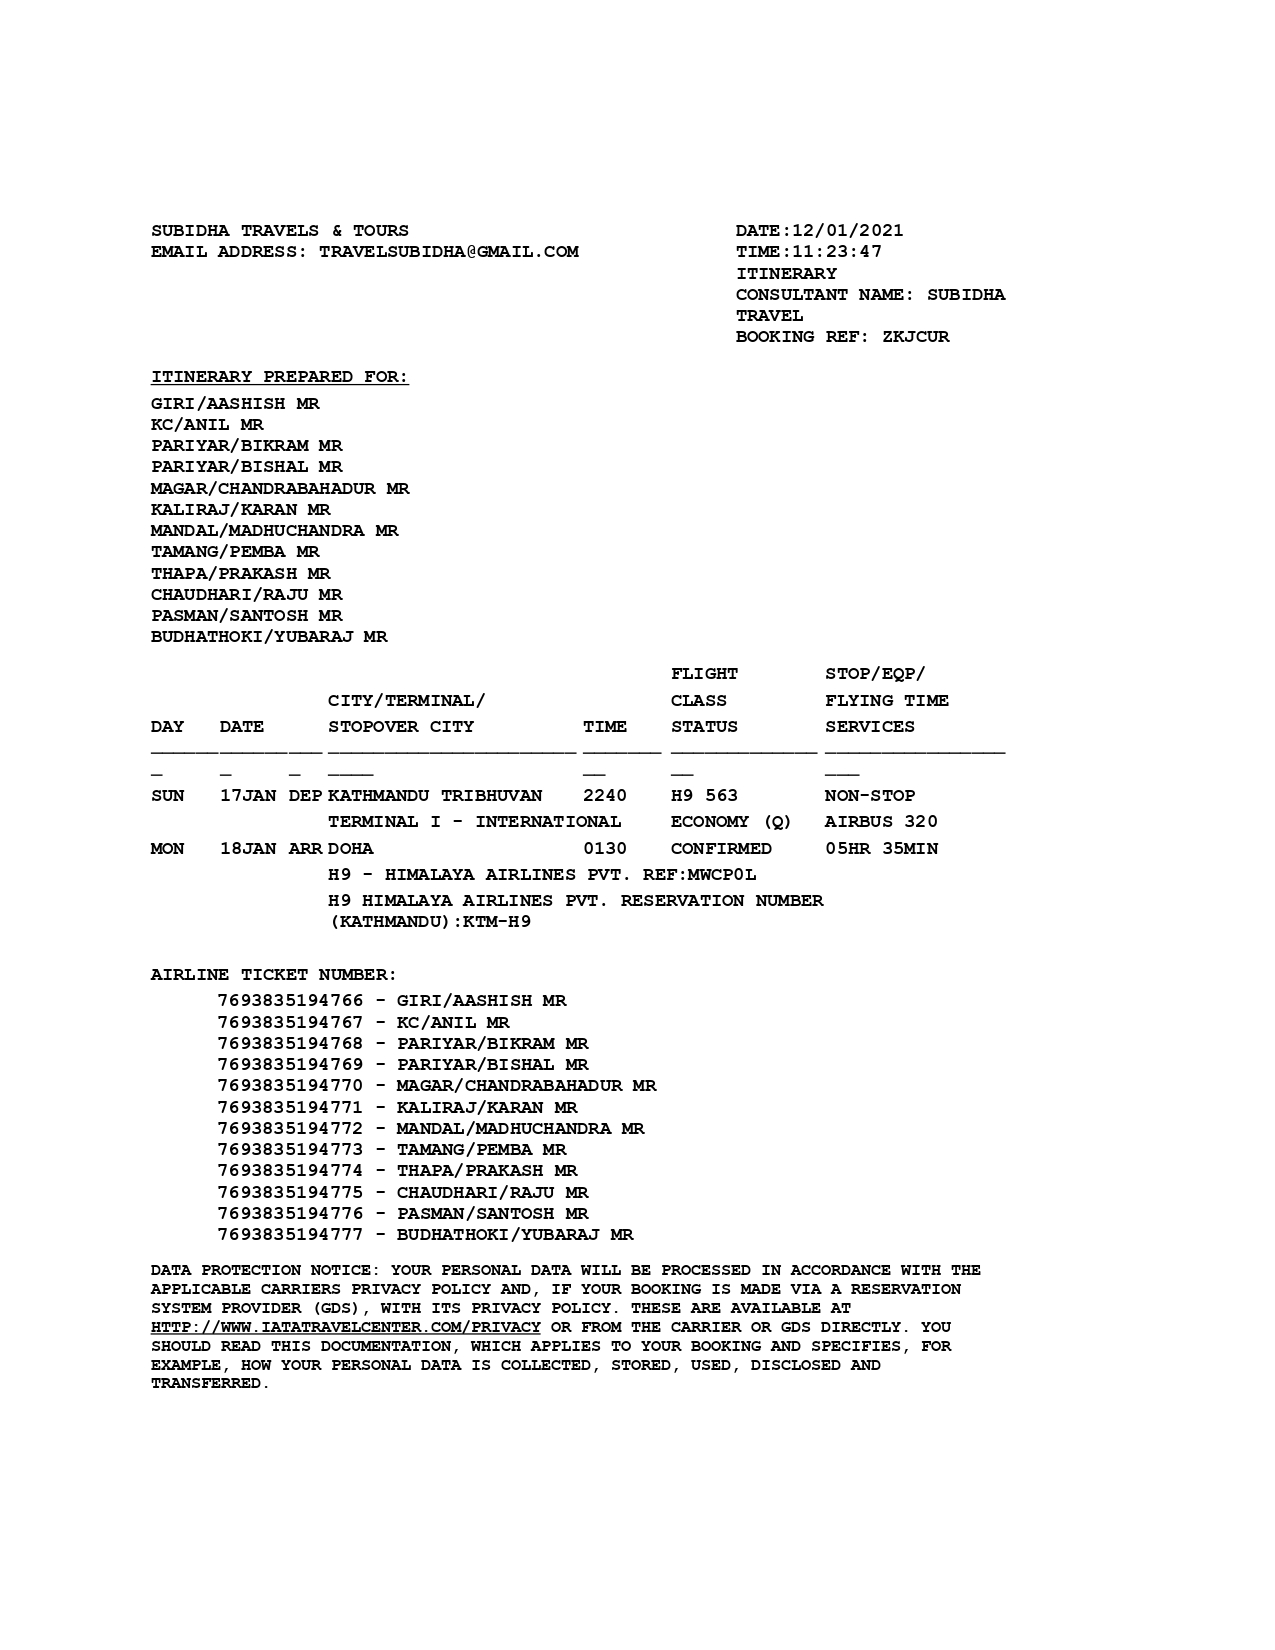 SUBIDHA TRAVELS & TOURS
EMAIL ADDRESS: TRAVELSUBIDHA@GMAIL.COM
DATE:12/01/2021
TIME:11:23:47
ITINERARY
CONSULTANT NAME: SUBIDHA
TRAVEL
BOOKING REF: ZKJCUR
ITINERARY PREPARED FOR:
GIRI/AASHISH MR
KC/ANIL MR
PARIYAR/BIKRAM MR
PARIYAR/BISHAL MR
MAGAR/CHANDRABAHADUR MR
KALIRAJ/KARAN MR
MANDAL/MADHUCHANDRA MR
TAMANG/PEMBA MR
THAPA/PRAKASH MR
CHAUDHARI/RAJU MR
PASMAN/SANTOSH MR
BUDHATHOKI/YUBARAJ MR
FLIGHT STOP/EQP/
CITY/TERMINAL/ CLASS FLYING TIME
DAY DATE STOPOVER CITY TIME STATUS SERVICES
SUN 17JAN DEP KATHMANDU TRIBHUVAN 2240 H9 563 NON-STOP
TERMINAL I - INTERNATIONAL ECONOMY (Q) AIRBUS 320
MON 18JAN ARR DOHA 0130 CONFIRMED 05HR 35MIN
H9 - HIMALAYA AIRLINES PVT. REF:MWCP0L
H9 HIMALAYA AIRLINES PVT. RESERVATION NUMBER
(KATHMANDU):KTM-H9
AIRLINE TICKET NUMBER:
7693835194766 - GIRI/AASHISH MR
7693835194767 - KC/ANIL MR
7693835194768 - PARIYAR/BIKRAM MR
7693835194769 - PARIYAR/BISHAL MR
7693835194770 - MAGAR/CHANDRABAHADUR MR
7693835194771 - KALIRAJ/KARAN MR
7693835194772 - MANDAL/MADHUCHANDRA MR
7693835194773 - TAMANG/PEMBA MR
7693835194774 - THAPA/PRAKASH MR
7693835194775 - CHAUDHARI/RAJU MR
7693835194776 - PASMAN/SANTOSH MR
7693835194777 - BUDHATHOKI/YUBARAJ MR
DATA PROTECTION NOTICE: YOUR PERSONAL DATA WILL BE PROCESSED IN ACCORDANCE WITH THE
APPLICABLE CARRIERS PRIVACY POLICY AND, IF YOUR BOOKING IS MADE VIA A RESERVATION
SYSTEM PROVIDER (GDS), WITH ITS PRIVACY POLICY. THESE ARE AVAILABLE AT
HTTP://WWW.IATATRAVELCENTER.COM/PRIVACY OR FROM THE CARRIER OR GDS DIRECTLY. YOU
SHOULD READ THIS DOCUMENTATION, WHICH APPLIES TO YOUR BOOKING AND SPECIFIES, FOR
EXAMPLE, HOW YOUR PERSONAL DATA IS COLLECTED, STORED, USED, DISCLOSED AND
TRANSFERRED.